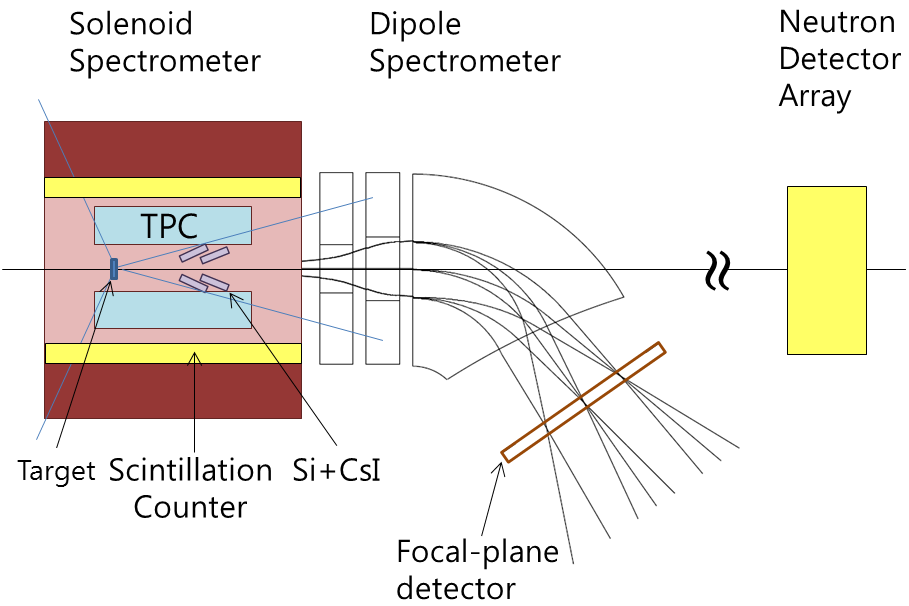 Solenoid
Spectrometer
Dipole
Spectrometer
Neutron
Detector
Array
TPC
Target
Scintillation
Counter
Si+CsI
Focal-plane
detector